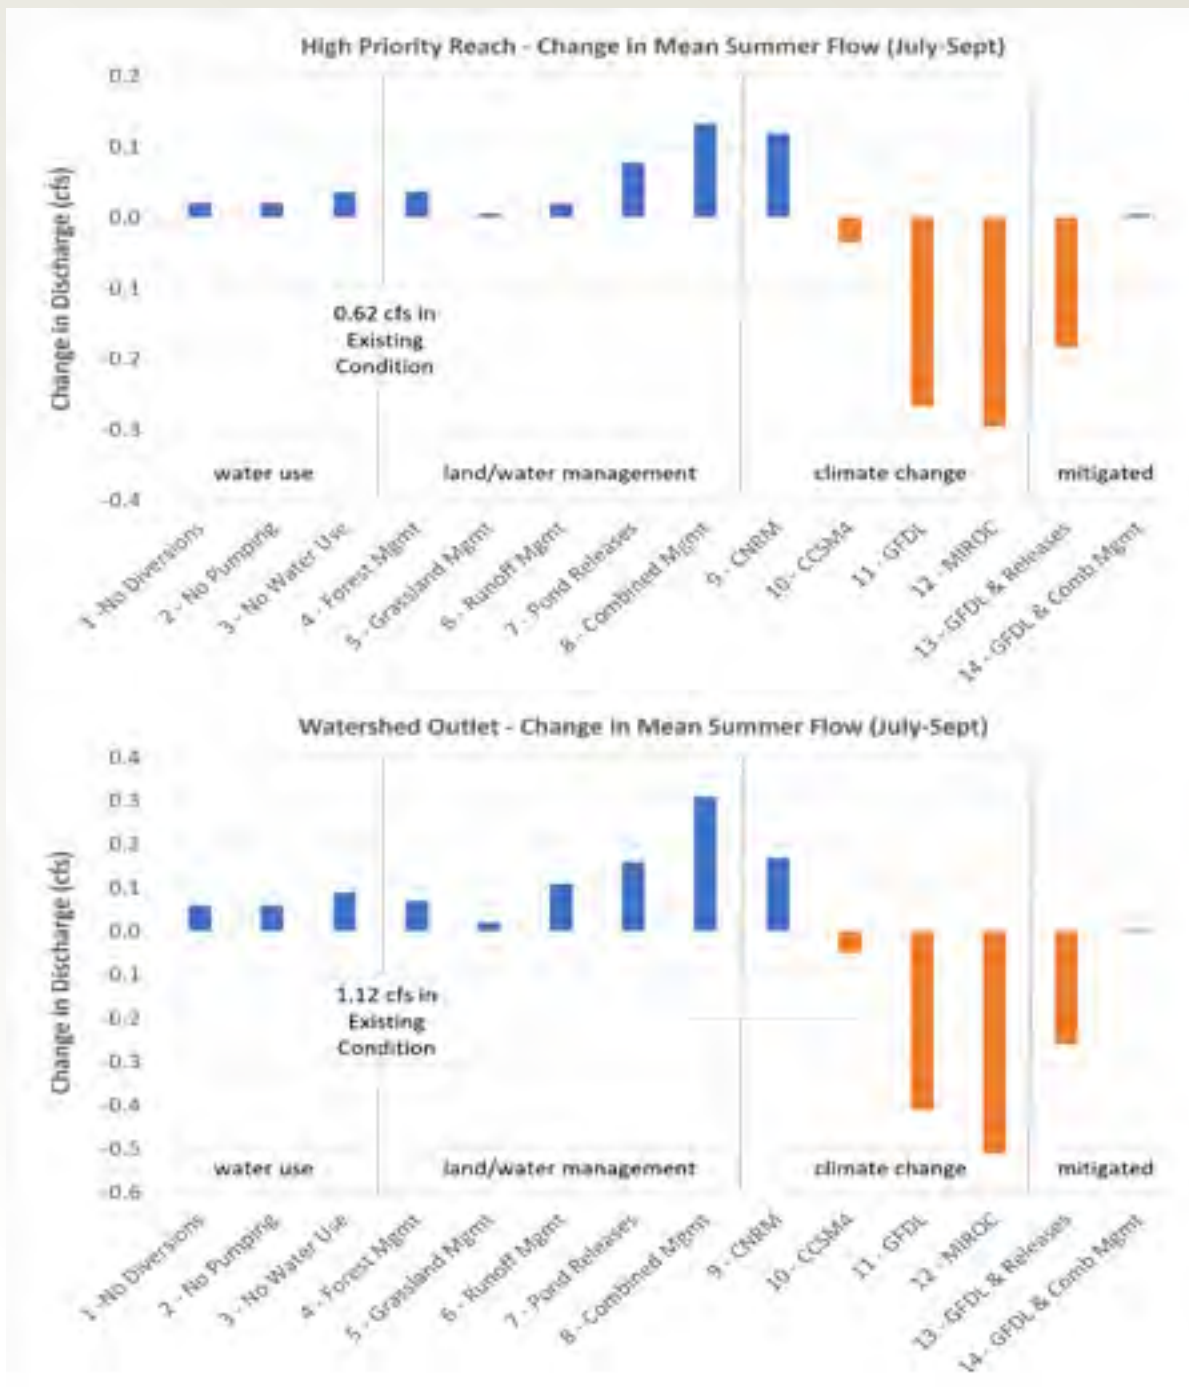 High Priority Reach - Change in Mean Summer Flow (July-Sept)
Change in Discharge (cfs)
0.2
0.1
0.0
-0.1
-0.2
-0.3
-0.4
0.62 cfs in
Existing
Condition
water use
land/water management
climate change
mitigated
1 -No Diversions
2 - No Pumping
3 - No Water Use
4 - Forest Mgmt
5 - Grassland Mgmt
6 - Runoff Mgmt
7 - Pond Releases
8 - Combined Mgmt
9 - CNRM
10 - CCSM4
11 - GFDL
12 - MIROC
13 - GFDL & Releases
14 - GFDL & Comb Mgmt
Watershed Outlet - Change in Mean Summer Flow (July-Sept)
Change in Discharge (cfs)
0.4
0.3
0.2
0.1
0.0
-0.1
-0.2
-0.3
-0.4
-0.5
-0.6
1.12 cfs in
Existing
Condition
water use
land/water management
climate change
mitigated
1 -No Diversions
2 - No Pumping
3 - No Water Use
4 - Forest Mgmt
5 - Grassland Mgmt
6 - Runoff Mgmt
7 - Pond Releases
8 - Combined Mgmt
9 - CNRM
10 - CCSM4
11 - GFDL
12 - MIROC
13 - GFDL & Releases
14 - GFDL & Comb Mgmt